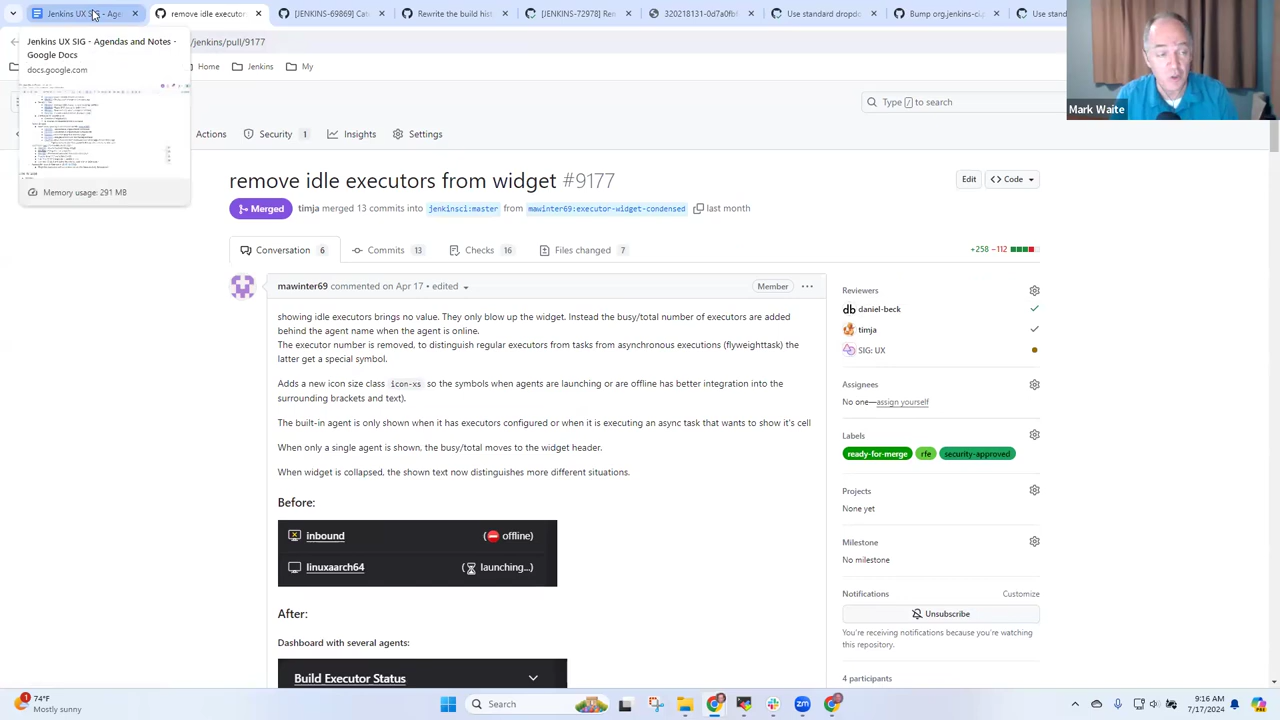 Jenkins UX SIG - Age
remove idle executor
[JENKINS-69869] Cat
Rewrite the build hist
[JENKINS-7291] Rem
320218131-0d7a071
standard dropdo
Bump org.jenkins-ci.p
Use stan
/jenkins/pull/9177
Home
Jenkins
My
Jenkins UX SIG - Agendas and Notes -
Google Docs
docs.google.com
Memory usage: 291 MB
Type / to search
Actions
Security 1
hts
Settings
remove idle executors from widget #9177
Edit
<> Code
Merged
timja merged 13 commits into jenkinsci:master from mawinter69:executor-widget-condensed last month
Conversation 6
Commits 13
Checks 16
Files changed 7
+258 −112
mawinter69 commented on Apr 17 • edited
Member
showing idle executors brings no value. They only blow up the widget. Instead the busy/total number of executors are added
behind the agent name when the agent is online.
The executor number is removed, to distinguish regular executors from tasks from asynchronous executions (flyweighttask) the
latter get a special symbol.
Adds a new icon size class icon-xs so the symbols when agents are launching or are offline has better integration into the
surrounding brackets and text).
The built-in agent is only shown when it has executors configured or when it is executing an async task that wants to show it's cell
When only a single agent is shown, the busy/total moves to the widget header.
When widget is collapsed, the shown text now distinguishes more different situations.
Before:
inbound
( offline)
linuxaarch64
( launching...)
After:
Dashboard with several agents:
Build Executor Status
Reviewers
daniel-beck
timja
SIG: UX
Assignees
No one—assign yourself
Labels
ready-for-merge
rfe
security-approved
Projects
None yet
Milestone
No milestone
Notifications
Customize
Unsubscribe
You're receiving notifications because you're watching
this repository.
4 participants
Mark Waite
1
74°F
Mostly sunny
Search
zm
9:16 AM
7/17/2024